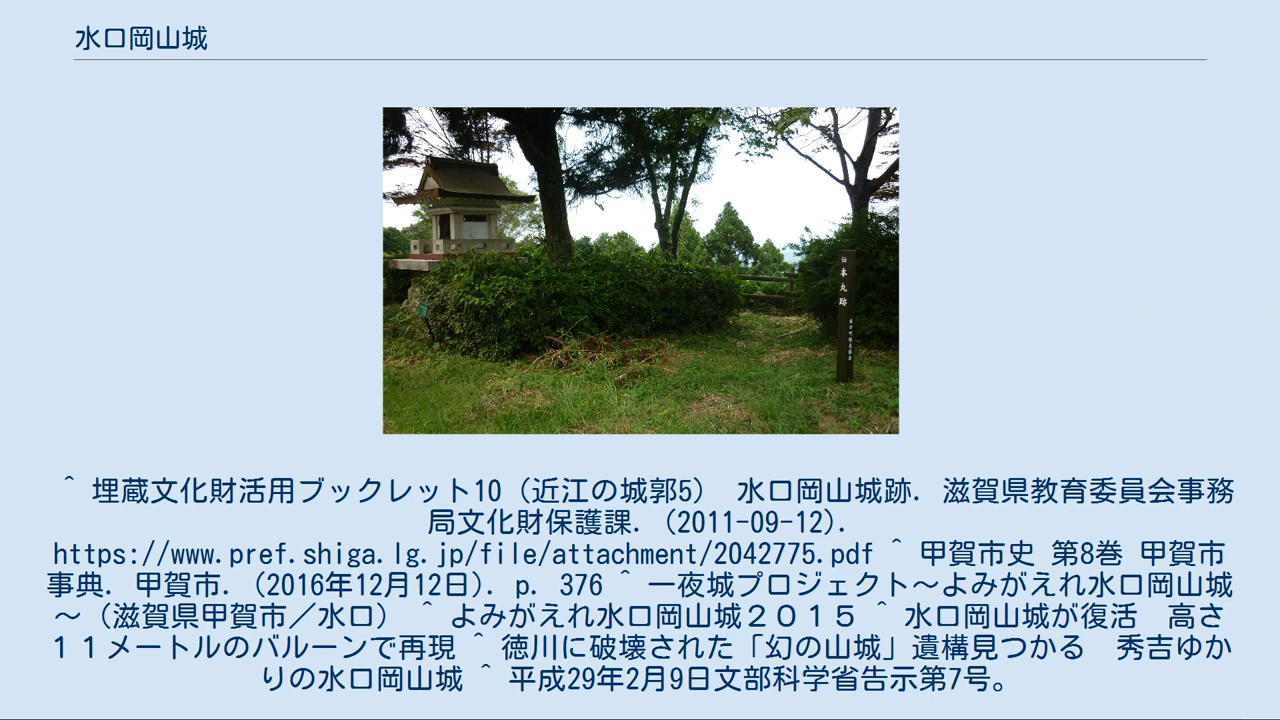 水口岡山城
伝
本丸跡
^ 埋蔵文化財活用ブックレット10（近江の城郭5） 水口岡山城跡. 滋賀県教育委員会事務
局文化財保護課. (2011-09-12).
https://www.pref.shiga.lg.jp/file/attachment/2042775.pdf ^ 甲賀市史 第8巻 甲賀市
事典. 甲賀市. (2016年12月12日). p. 376 ^ 一夜城プロジェクト～よみがえれ水口岡山城
～（滋賀県甲賀市／水口） ^ よみがえれ水口岡山城２０１５ ^ 水口岡山城が復活　高さ
１１メートルのバルーンで再現 ^ 徳川に破壊された「幻の山城」遺構見つかる　秀吉ゆか
りの水口岡山城 ^ 平成29年2月9日文部科学省告示第7号。